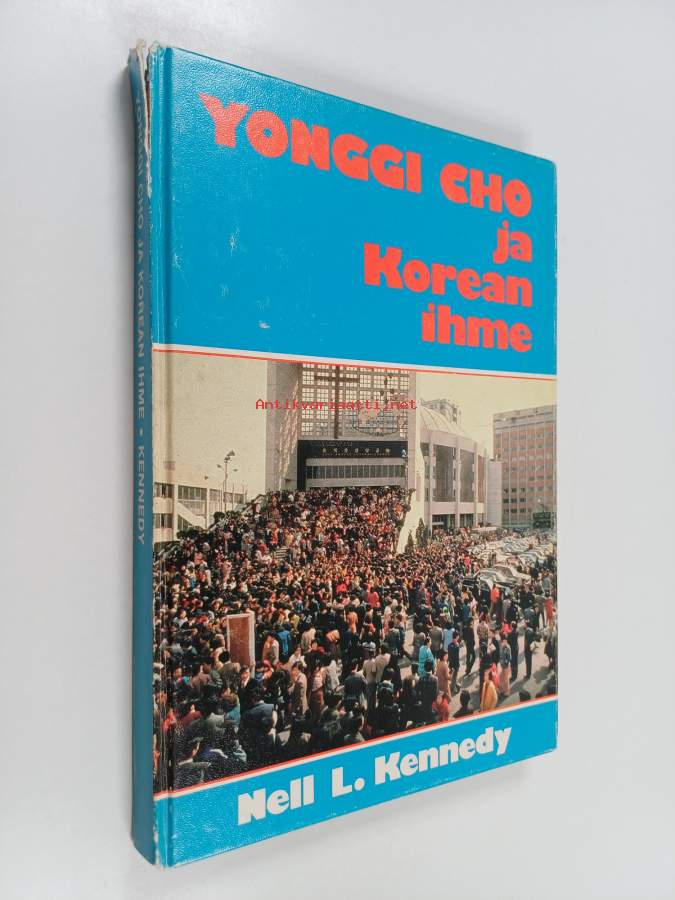 YONGGI CHO
ja
Korean
ihme
Antikvariaatti.net
Nell L. Kennedy
YONGGI CHO JA KOREAN IHME • KENNEDY